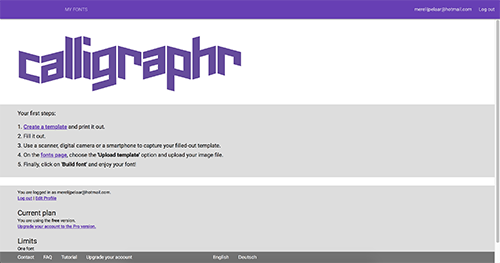 MY FONTS
merelijpelaar@hotmail.com Log out
calligraphr
Your first steps:
1. Create a template and print it out.
2. Fill it out.
3. Use a scanner, digital camera or a smartphone to capture your filled-out template.
4. On the fonts page, choose the 'Upload template' option and upload your image file.
5. Finally, click on 'Build font' and enjoy your font!
You are logged in as merelijpelaar@hotmail.com.
Log out | Edit Profile
Current plan
You are using the free version.
Upgrade your account to the Pro version.
Limits
One font
Contact FAQ Tutorial Upgrade your account English Deutsch